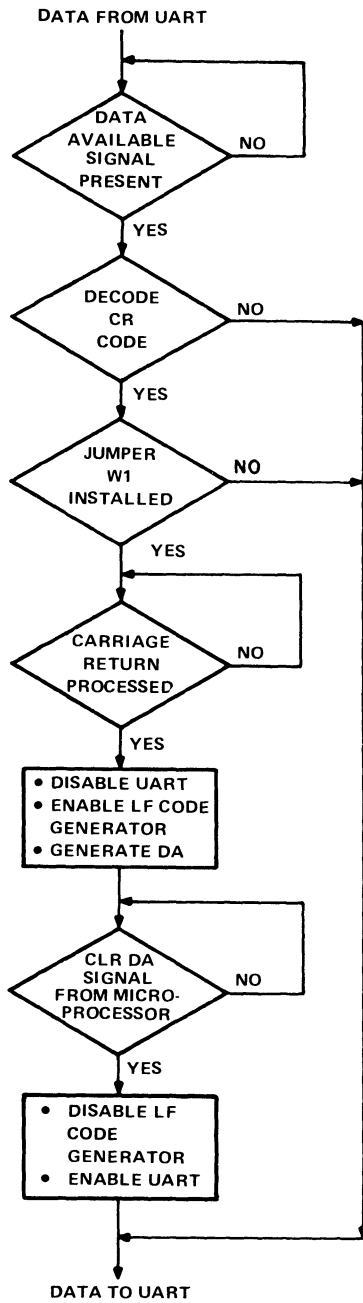 DATA FROM UART
DATA
AVAILABLE
SIGNAL
PRESENT
NO
YES
DECODE
CR
CODE
NO
YES
JUMPER
W1
INSTALLED
NO
YES
CARRIAGE
RETURN
PROCESSED
NO
YES
• DISABLE UART
• ENABLE LF CODE
GENERATOR
• GENERATE DA
CLR DA
SIGNAL
FROM MICRO-
PROCESSOR
NO
YES
• DISABLE LF
CODE
GENERATOR
• ENABLE UART
DATA TO UART